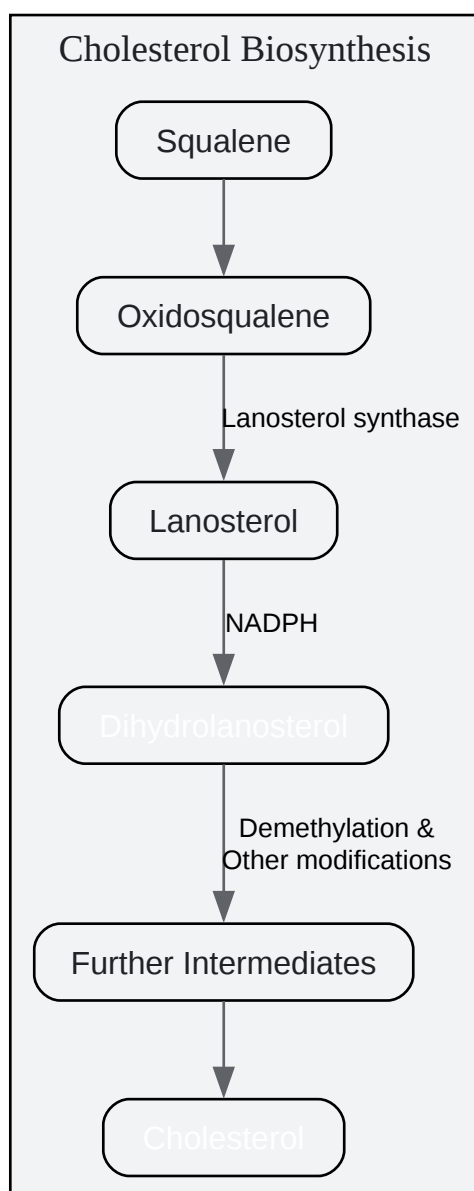 Cholesterol Biosynthesis
Squalene
Oxidosqualene
Lanosterol synthase
Lanosterol
NADPH
Dihydrolanosterol
Demethylation &
Other modifications
Further Intermediates
Cholesterol